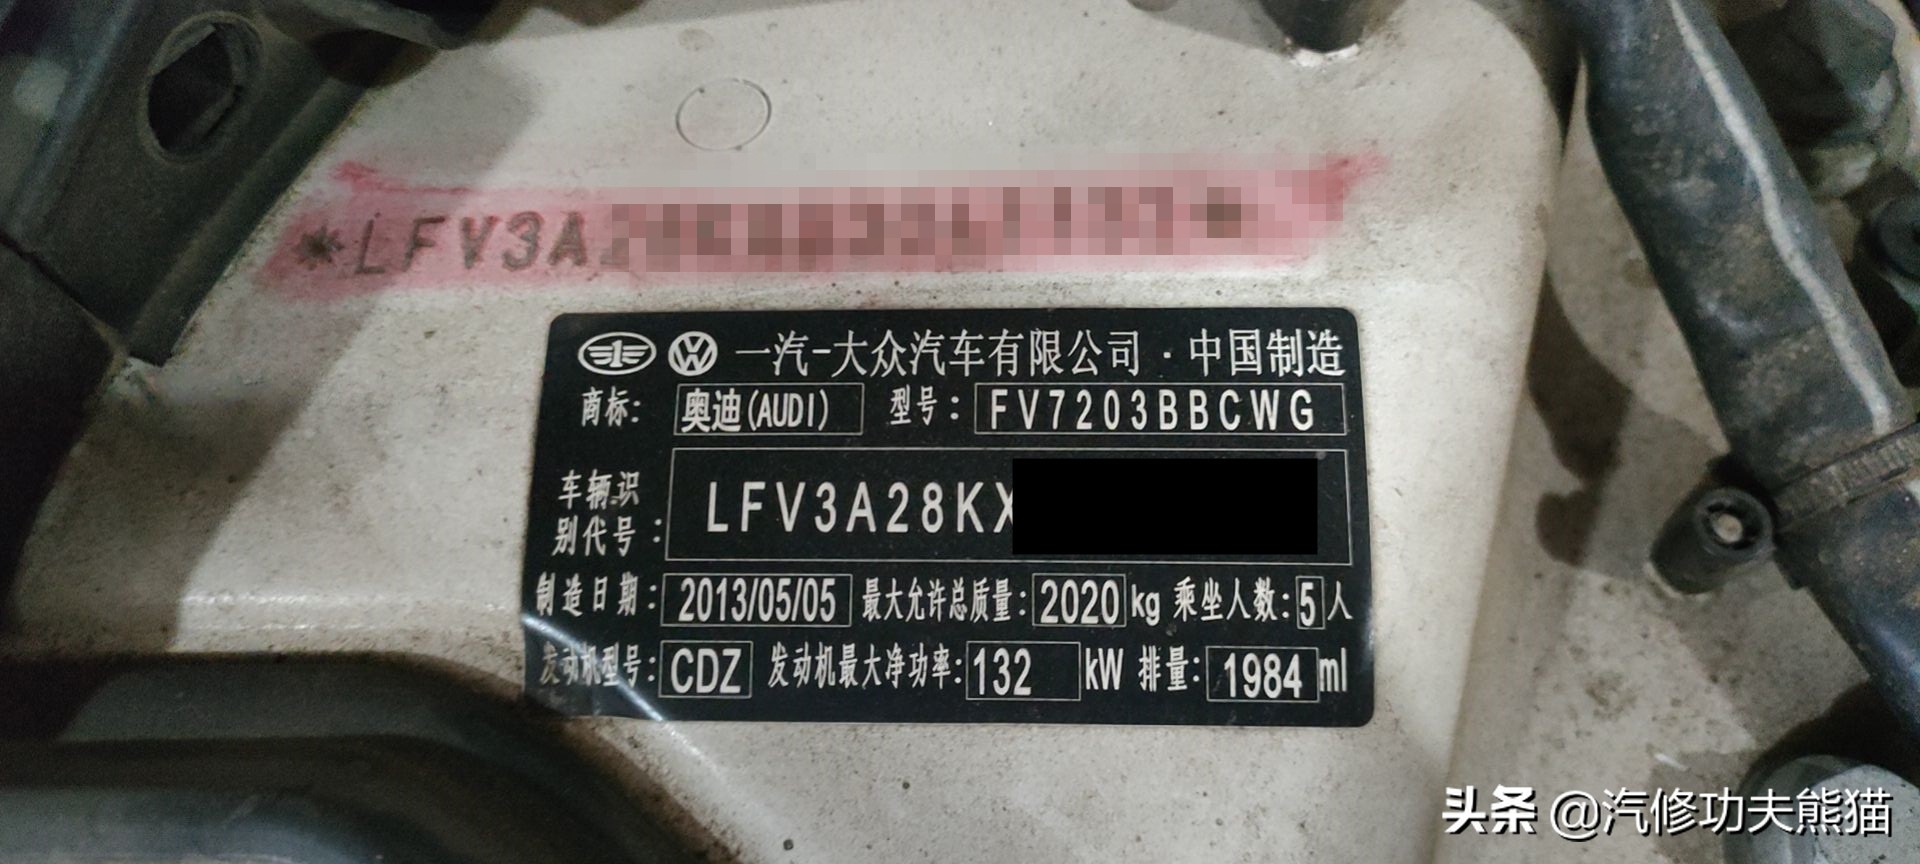 *LFV3A
一汽-大众汽车有限公司·中国制造
商标: 奥迪(AUDI) 型号: FV7203BBCWG
车辆识别代号: LFV3A28KX
制造日期: 2013/05/05 最大允许总质量: 2020 kg 乘坐人数: 5 人
发动机型号: CDZ 发动机最大净功率: 132 kW 排量: 1984 ml
头条 @汽修功夫熊猫